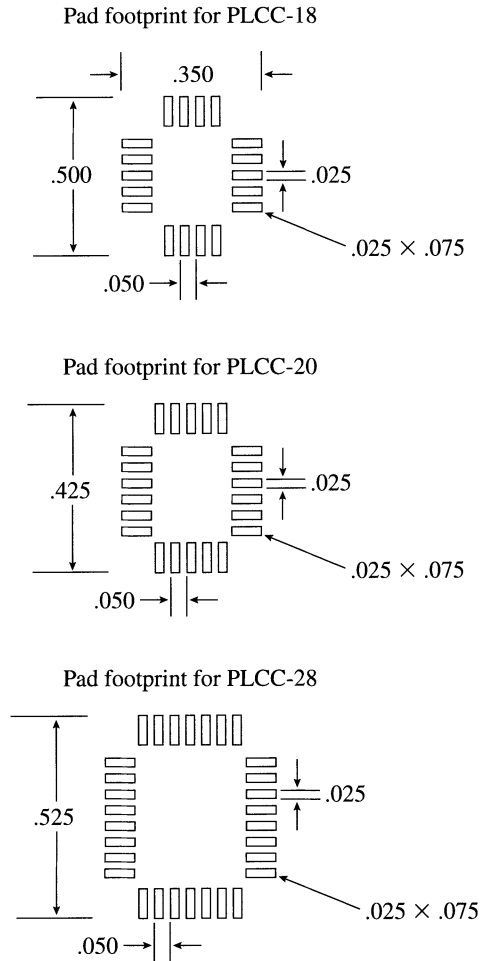 Pad footprint for PLCC-18
.350
.500
.025
.025 × .075
.050
Pad footprint for PLCC-20
.425
.025
.025 × .075
.050
Pad footprint for PLCC-28
.525
.025
.025 × .075
.050